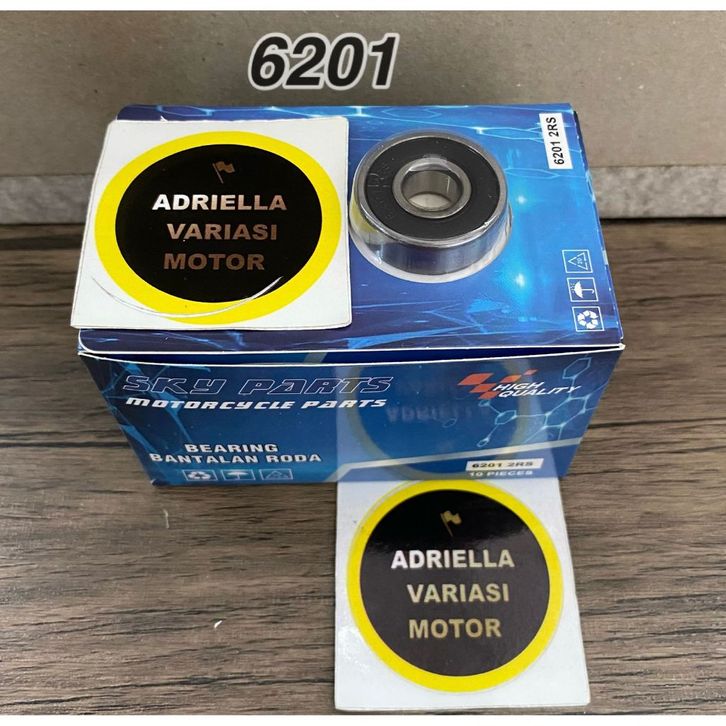 6201
6201 2RS
ADRIELLA
VARIASI
MOTOR
SKY PARTS
MOTORCYCLE PARTS
HIGH
QUALITY
BEARING
BANTALAN RODA
6201 2RS
10 PIECES
ADRIELLA
VARIASI
MOTOR